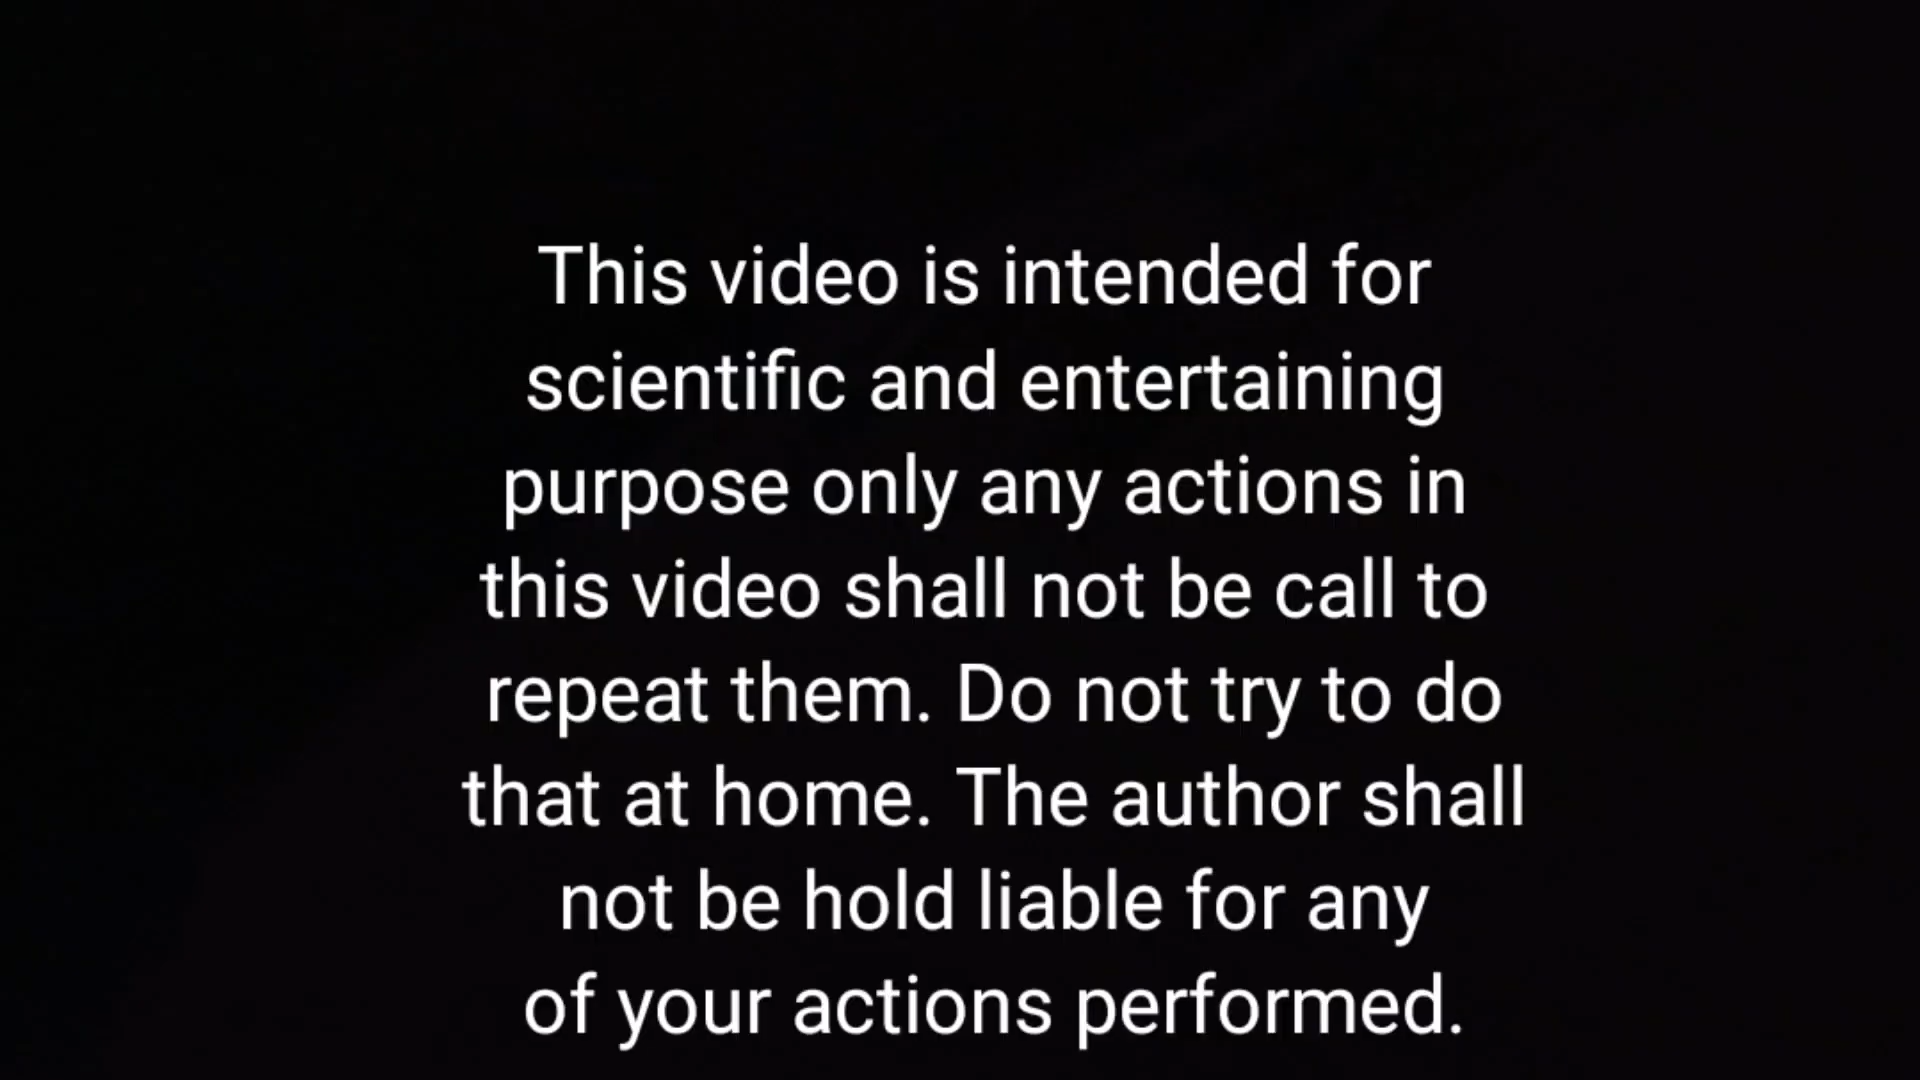 This video is intended for
scientific and entertaining
purpose only any actions in
this video shall not be call to
repeat them. Do not try to do
that at home. The author shall
not be hold liable for any
of your actions performed.